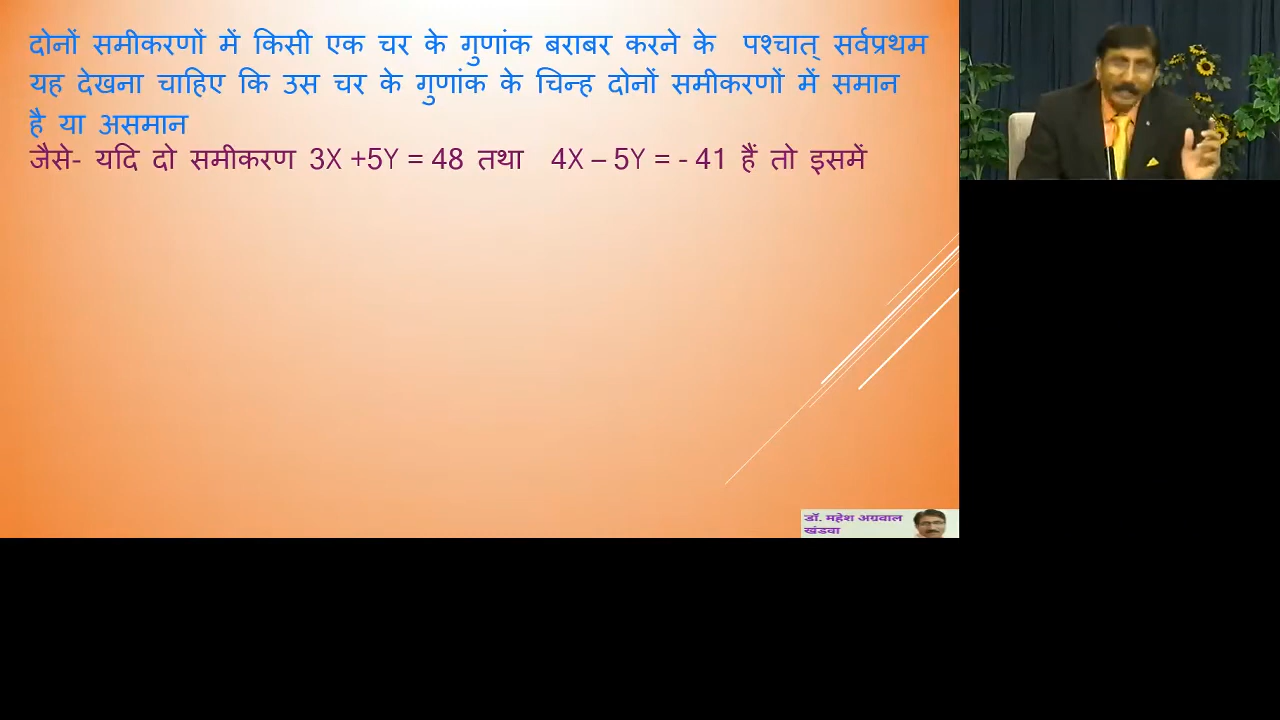 दोनों समीकरणों में किसी एक चर के गुणांक बराबर करने के पश्चात् सर्वप्रथम
यह देखना चाहिए कि उस चर के गुणांक के चिन्ह दोनों समीकरणों में समान
है या असमान
जैसे- यदि दो समीकरण 3X +5Y = 48 तथा 4X – 5Y = - 41 हैं तो इसमें
डॉ. महेश अग्रवाल
खंडवा